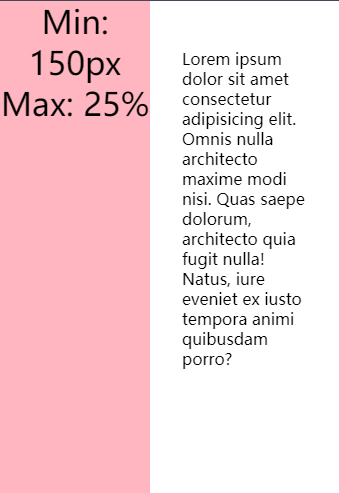 Min:
150px
Max: 25%
Lorem ipsum
dolor sit amet
consectetur
adipisicing elit.
Omnis nulla
architecto
maxime modi
nisi. Quas saepe
dolorum,
architecto quia
fugit nulla!
Natus, iure
eveniet ex iusto
tempora animi
quibusdam
porro?